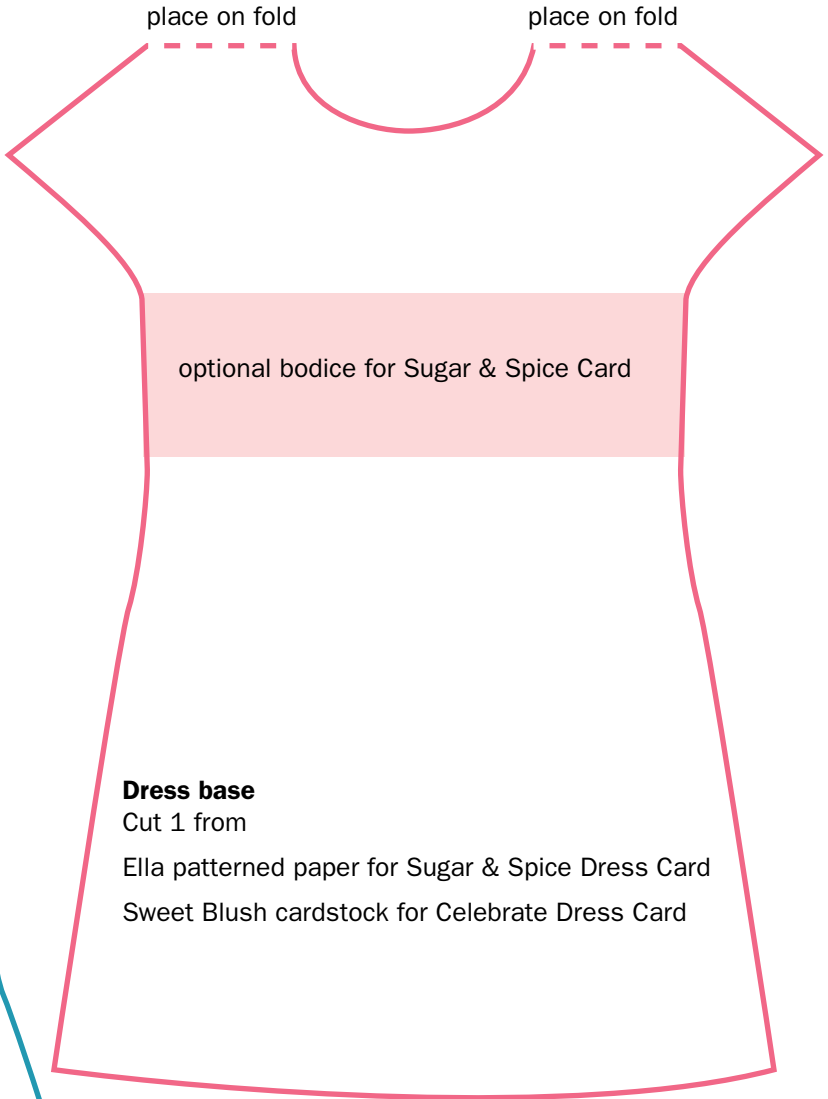 place on fold place on fold
optional bodice for Sugar & Spice Card
Dress base
Cut 1 from
Ella patterned paper for Sugar & Spice Dress Card
Sweet Blush cardstock for Celebrate Dress Card